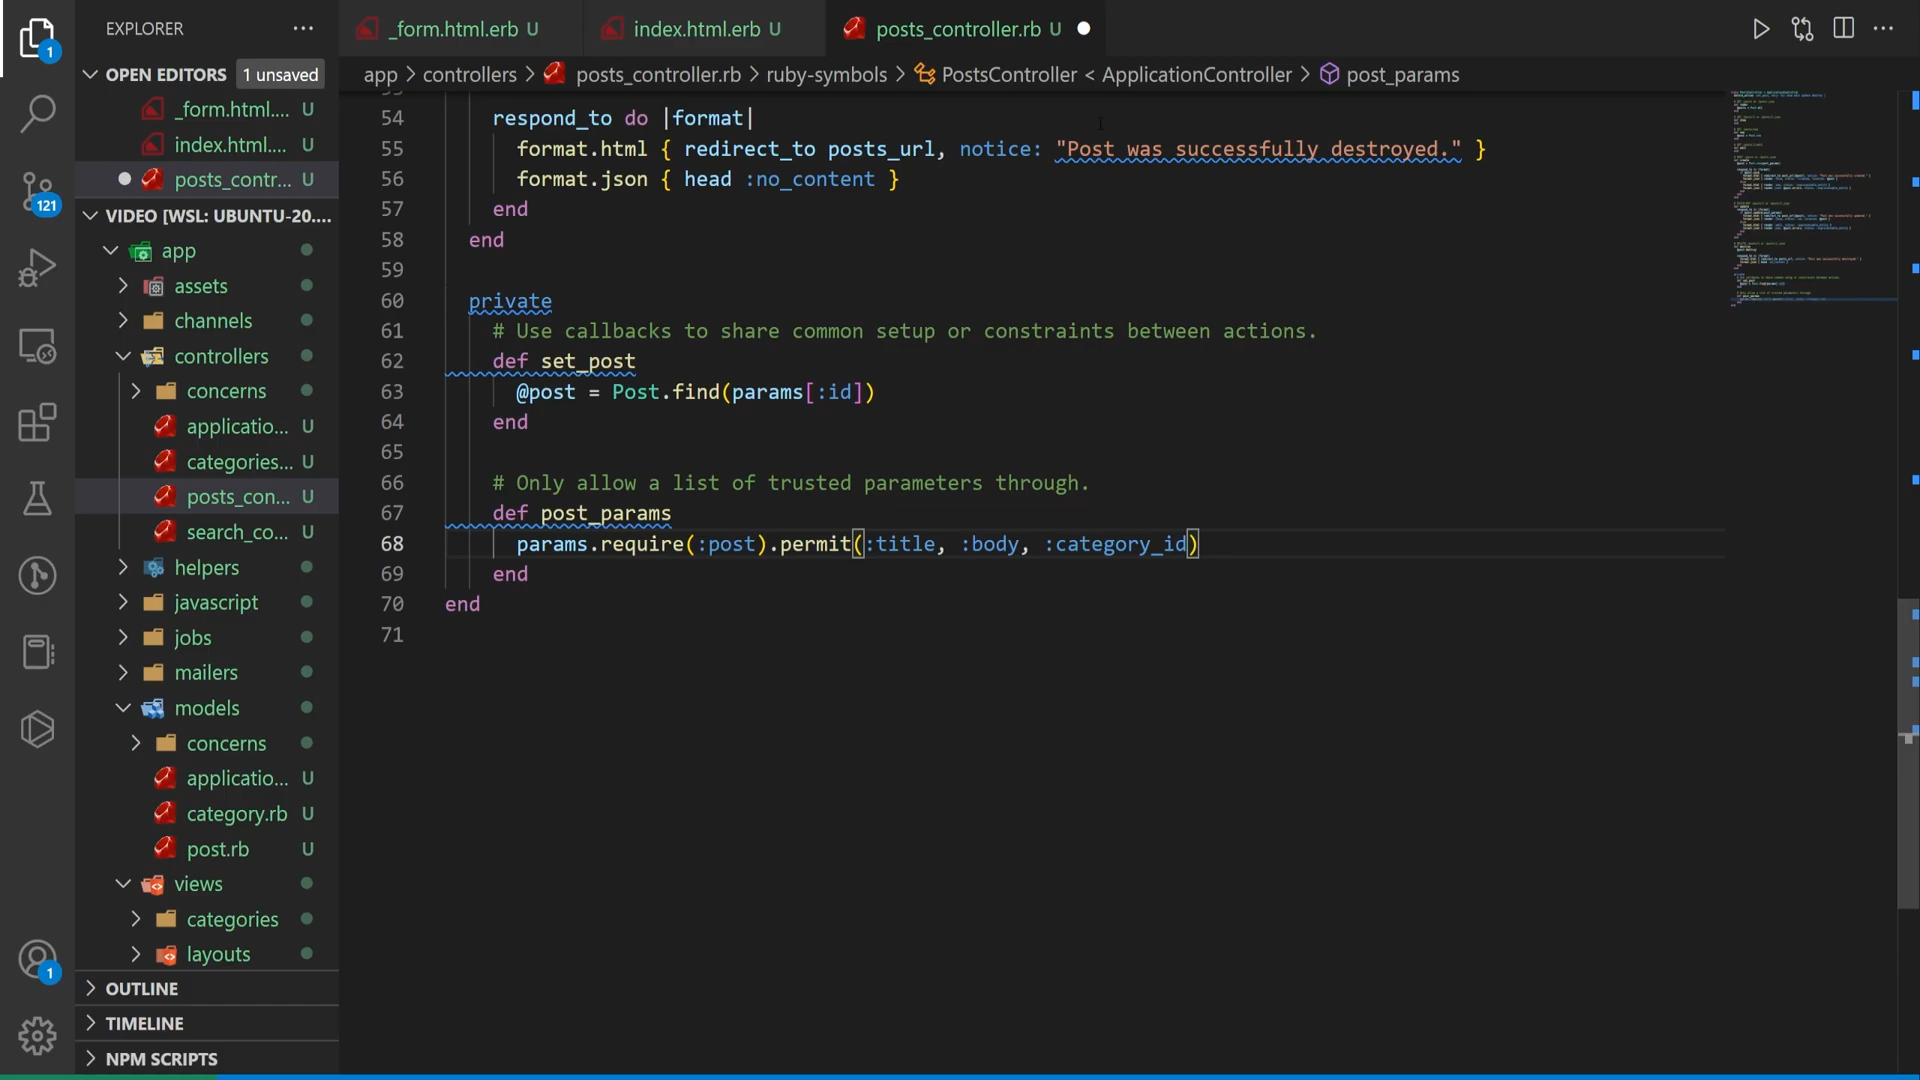 EXPLORER
OPEN EDITORS 1 unsaved
_form.html.... U
index.html.... U
posts_contr... U
VIDEO [WSL: UBUNTU-20....
app
assets
channels
controllers
concerns
applicatio... U
categories... U
posts_con... U
search_co... U
helpers
javascript
jobs
mailers
models
concerns
applicatio... U
category.rb U
post.rb U
views
categories
layouts
OUTLINE
TIMELINE
NPM SCRIPTS
1
121
1
_form.html.erb U
index.html.erb U
posts_controller.rb U
app > controllers > posts_controller.rb > ruby-symbols > PostsController < ApplicationController > post_params
54 respond_to do |format|
55 format.html { redirect_to posts_url, notice: "Post was successfully destroyed." }
56 format.json { head :no_content }
57 end
58 end
59
60 private
61 # Use callbacks to share common setup or constraints between actions.
62 def set_post
63 @post = Post.find(params[:id])
64 end
65
66 # Only allow a list of trusted parameters through.
67 def post_params
68 params.require(:post).permit(:title, :body, :category_id)
69 end
70 end
71